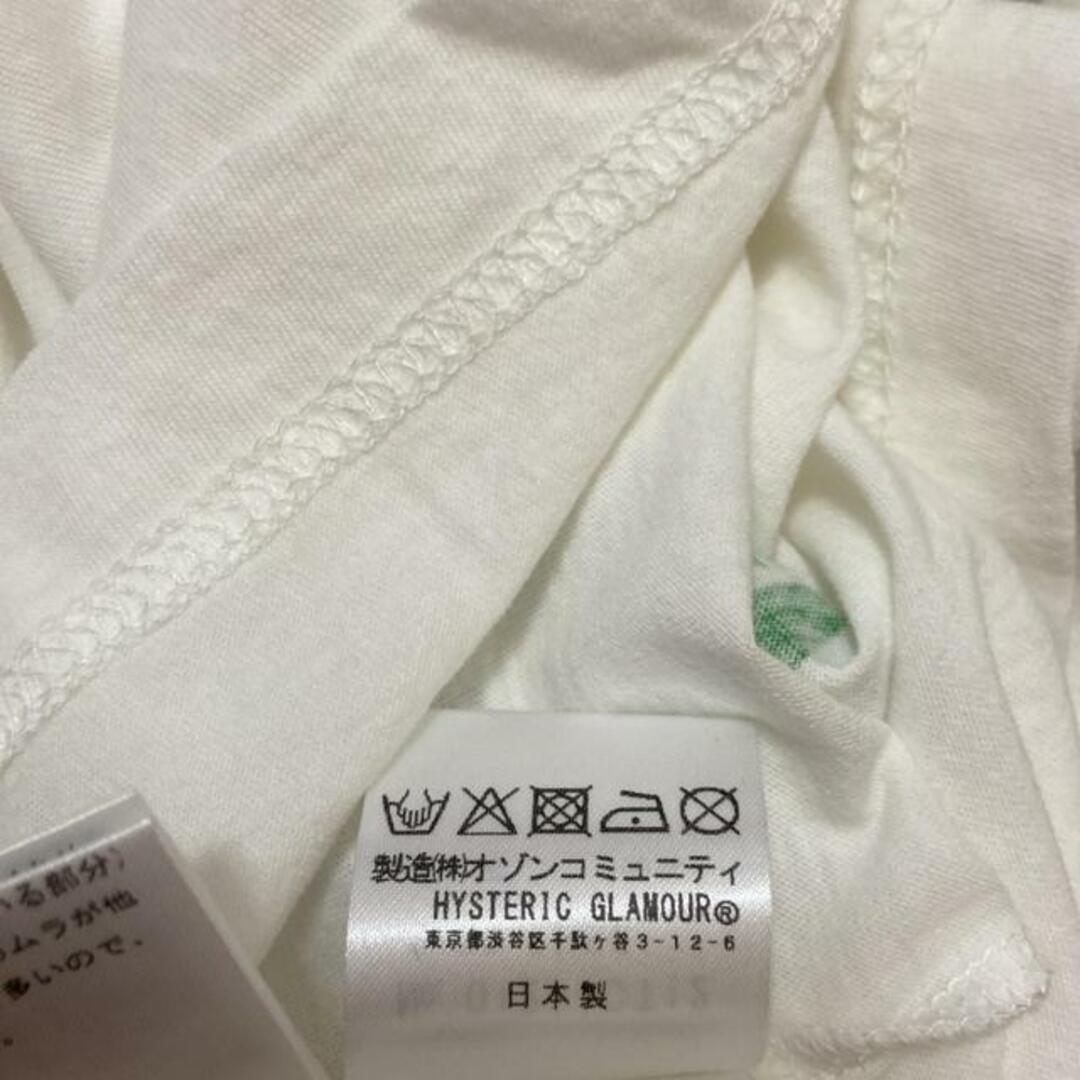 いる部分)
ムラが他
多いので、
。
製造(株)オゾンコミュニティ
HYSTERIC GLAMOUR®
東京都渋谷区千駄ヶ谷3-12-6
日本製